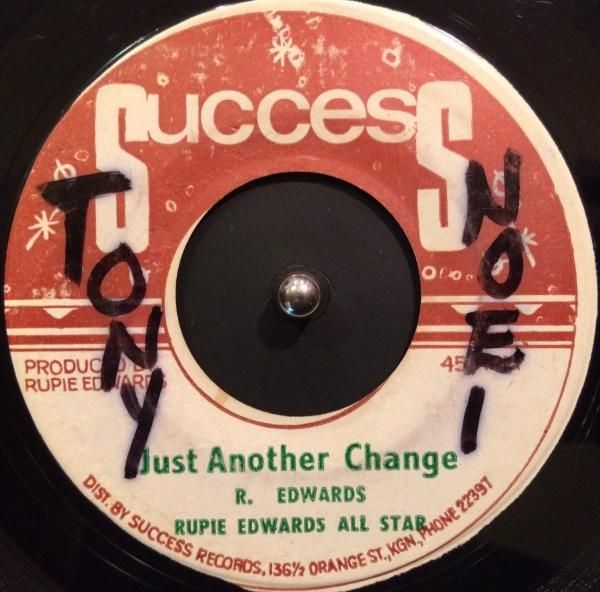 SuccesS
TONY
NOEl
PRODUCED BY
RUPIE EDWARDS
45
Just Another Change
R. EDWARDS
RUPIE EDWARDS ALL STAR
DIST. BY SUCCESS RECORDS, 136½ ORANGE ST., KGN., PHONE 22397